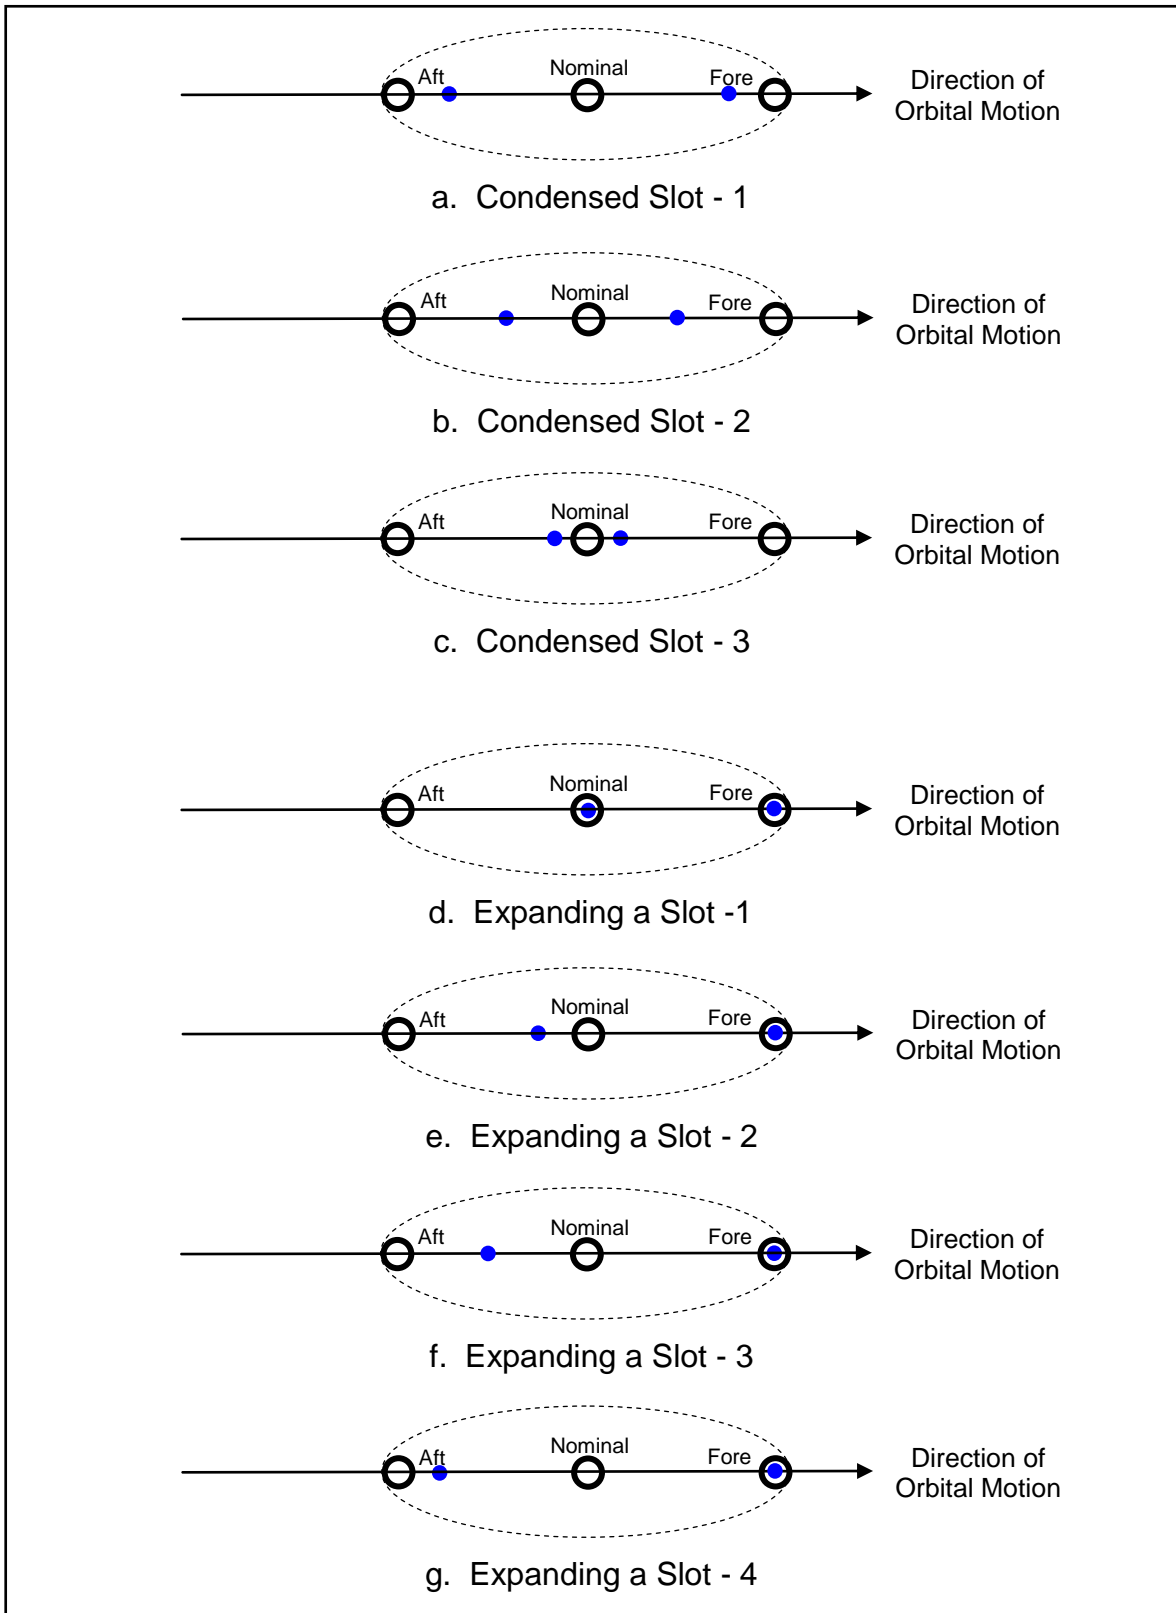 Aft
Nominal
Fore
Direction of
Orbital Motion
a. Condensed Slot - 1
Aft
Nominal
Fore
Direction of
Orbital Motion
b. Condensed Slot - 2
Aft
Nominal
Fore
Direction of
Orbital Motion
c. Condensed Slot - 3
Aft
Nominal
Fore
Direction of
Orbital Motion
d. Expanding a Slot -1
Aft
Nominal
Fore
Direction of
Orbital Motion
e. Expanding a Slot - 2
Aft
Nominal
Fore
Direction of
Orbital Motion
f. Expanding a Slot - 3
Aft
Nominal
Fore
Direction of
Orbital Motion
g. Expanding a Slot - 4